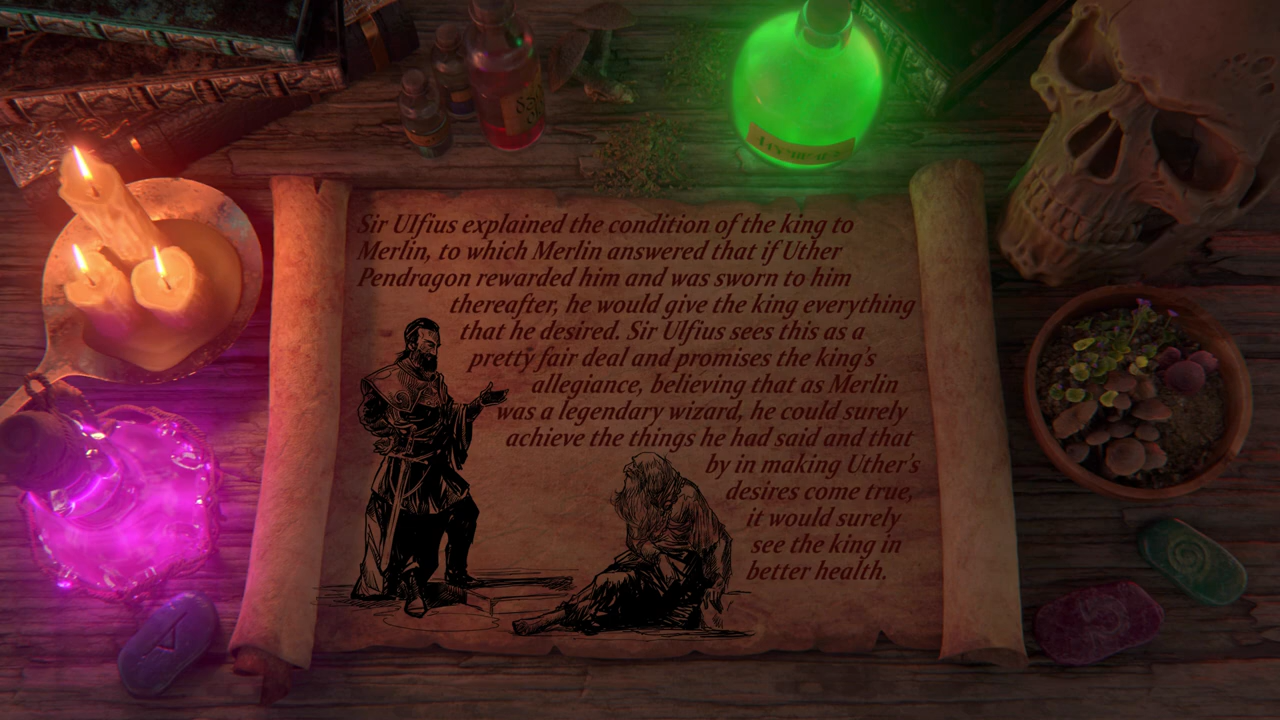 Sir Ulfius explained the condition of the king to
Merlin, to which Merlin answered that if Uther
Pendragon rewarded him and was sworn to him
thereafter, he would give the king everything
that he desired. Sir Ulfius sees this as a
pretty fair deal and promises the king's
allegiance, believing that as Merlin
was a legendary wizard, he could surely
achieve the things he had said and that
by in making Uther's
desires come true,
it would surely
see the king in
better health.